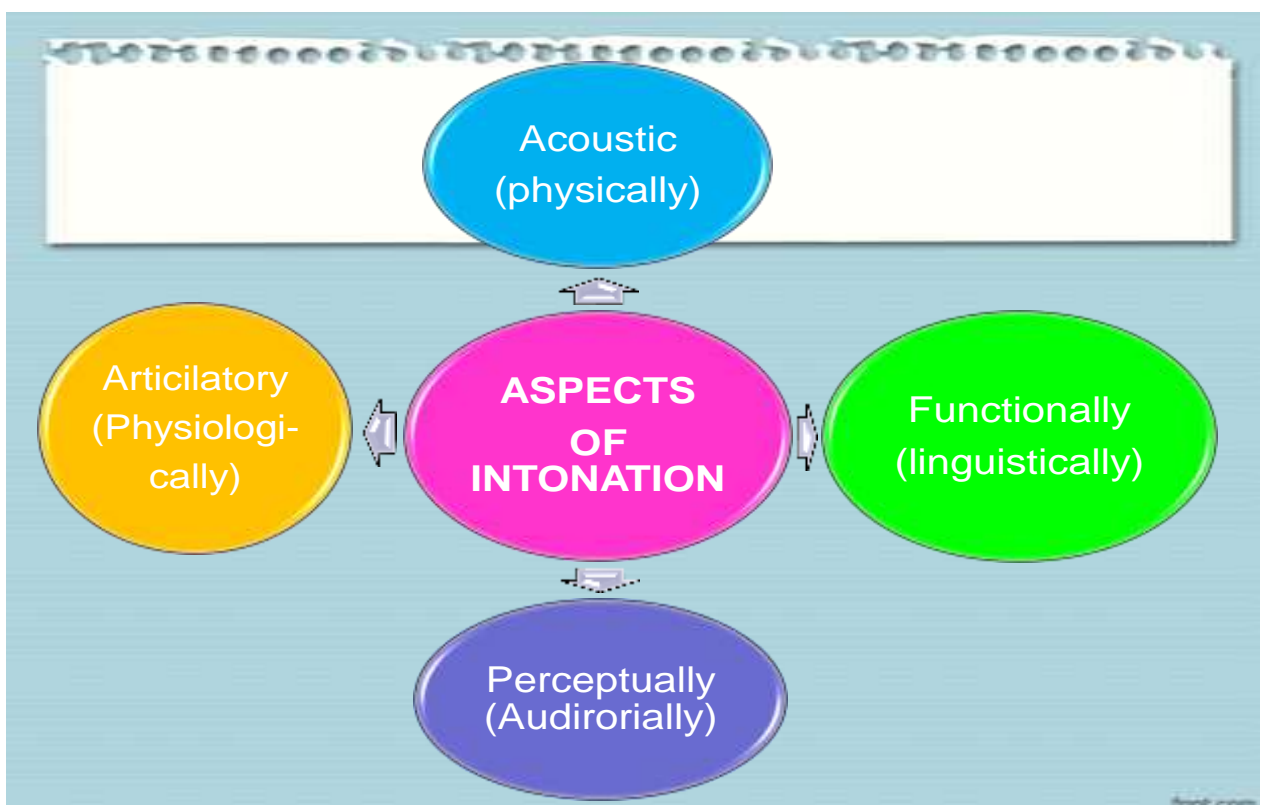 Acoustic
(physically)
Articilatory
(Physiologi-
cally)
ASPECTS
OF
INTONATION
Functionally
(linguistically)
Perceptually
(Audirorially)